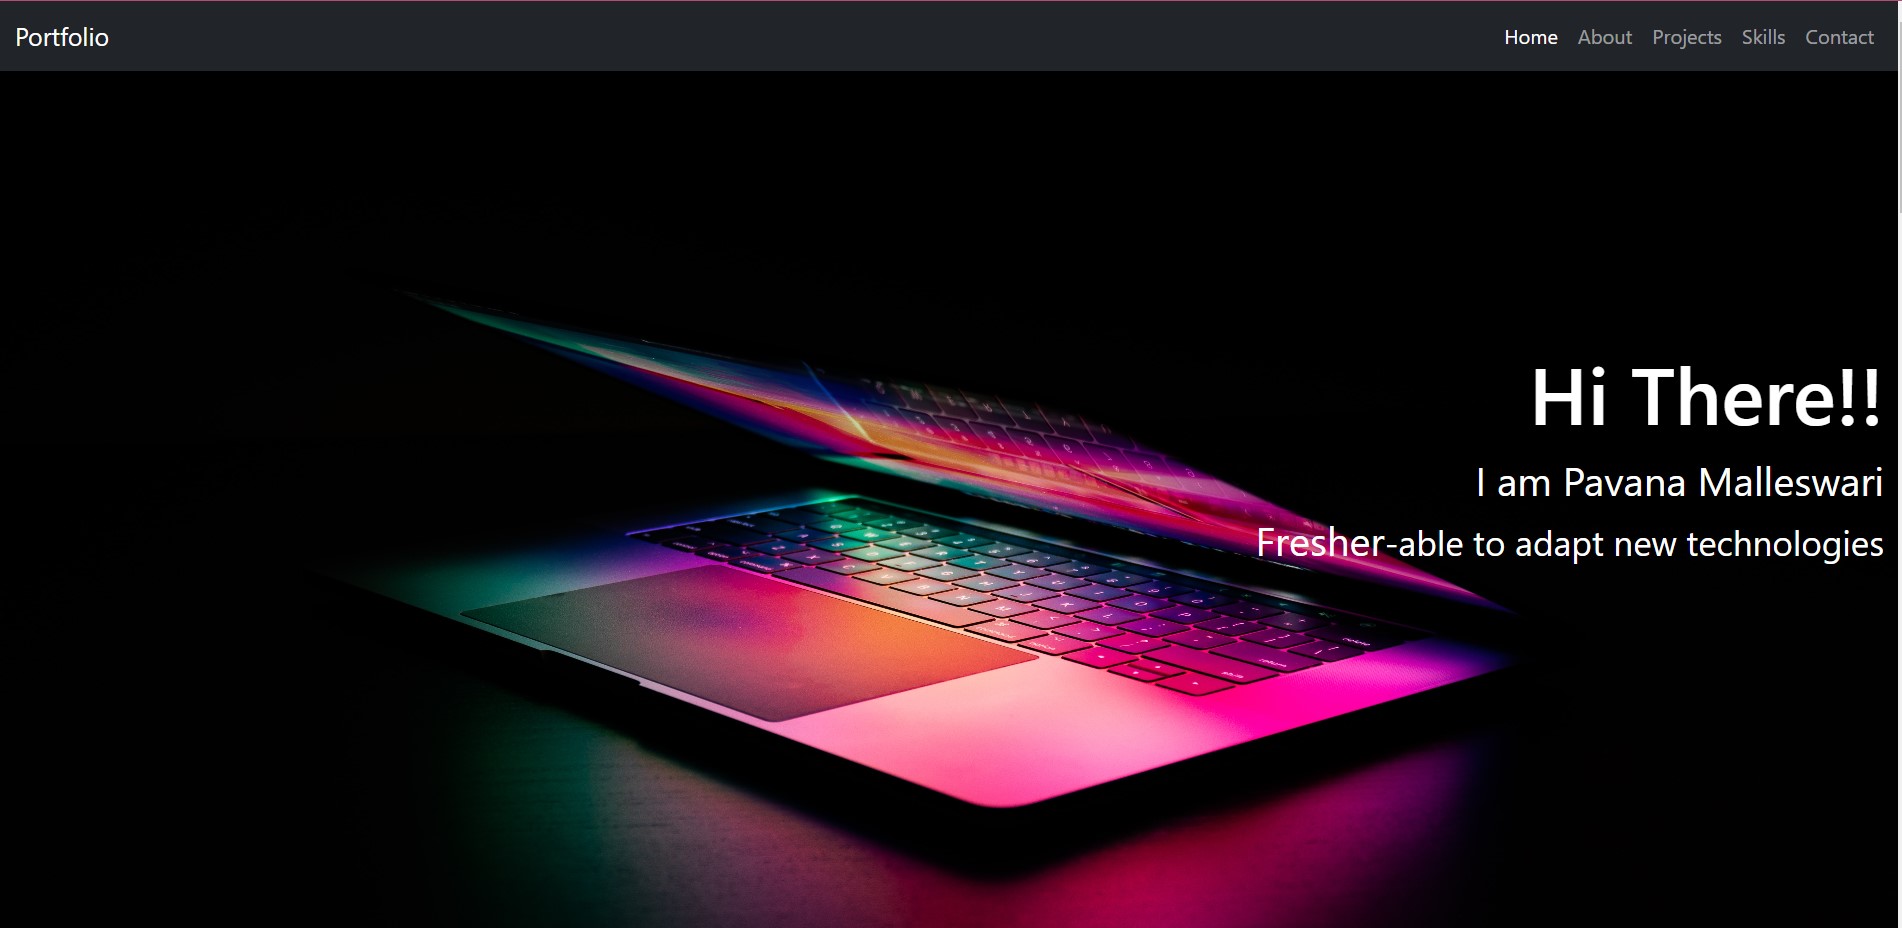 Portfolio
Home About Projects Skills Contact
Hi There!!
I am Pavana Malleswari
Fresher-able to adapt new technologies